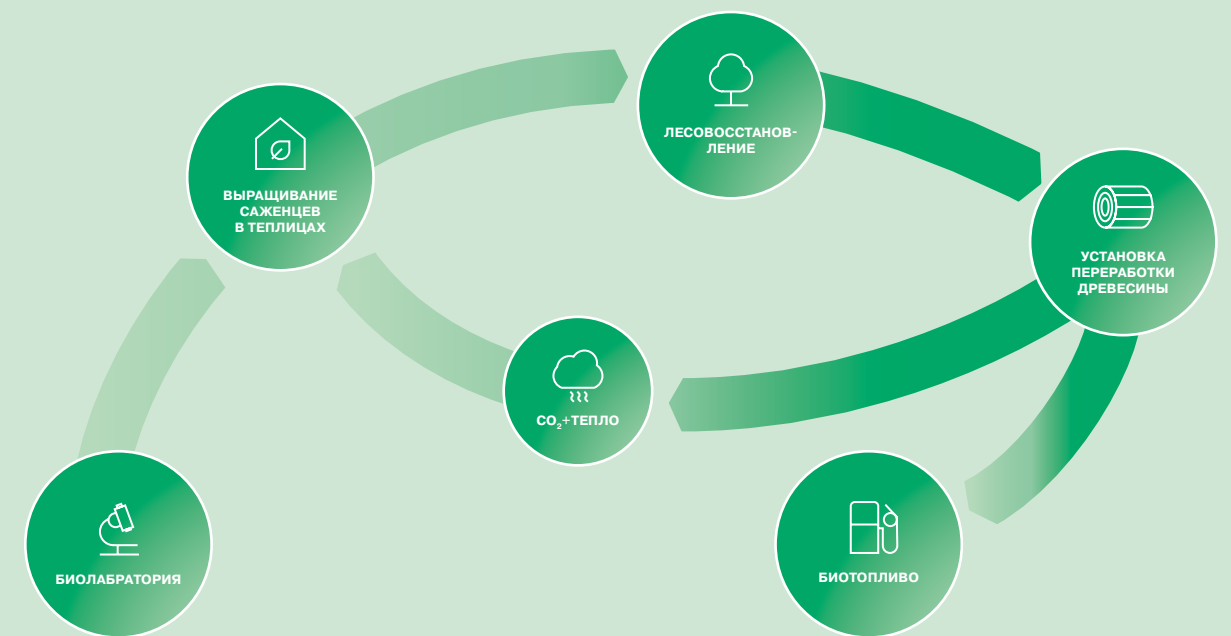 ЛЕСОВОССТАНОВ-
ЛЕНИЕ
ВЫРАЩИВАНИЕ
САЖЕНЦЕВ
В ТЕПЛИЦАХ
УСТАНОВКА
ПЕРЕРАБОТКИ
ДРЕВЕСИНЫ
CO₂+ТЕПЛО
БИОЛАБРАТОРИЯ
БИОТОПЛИВО